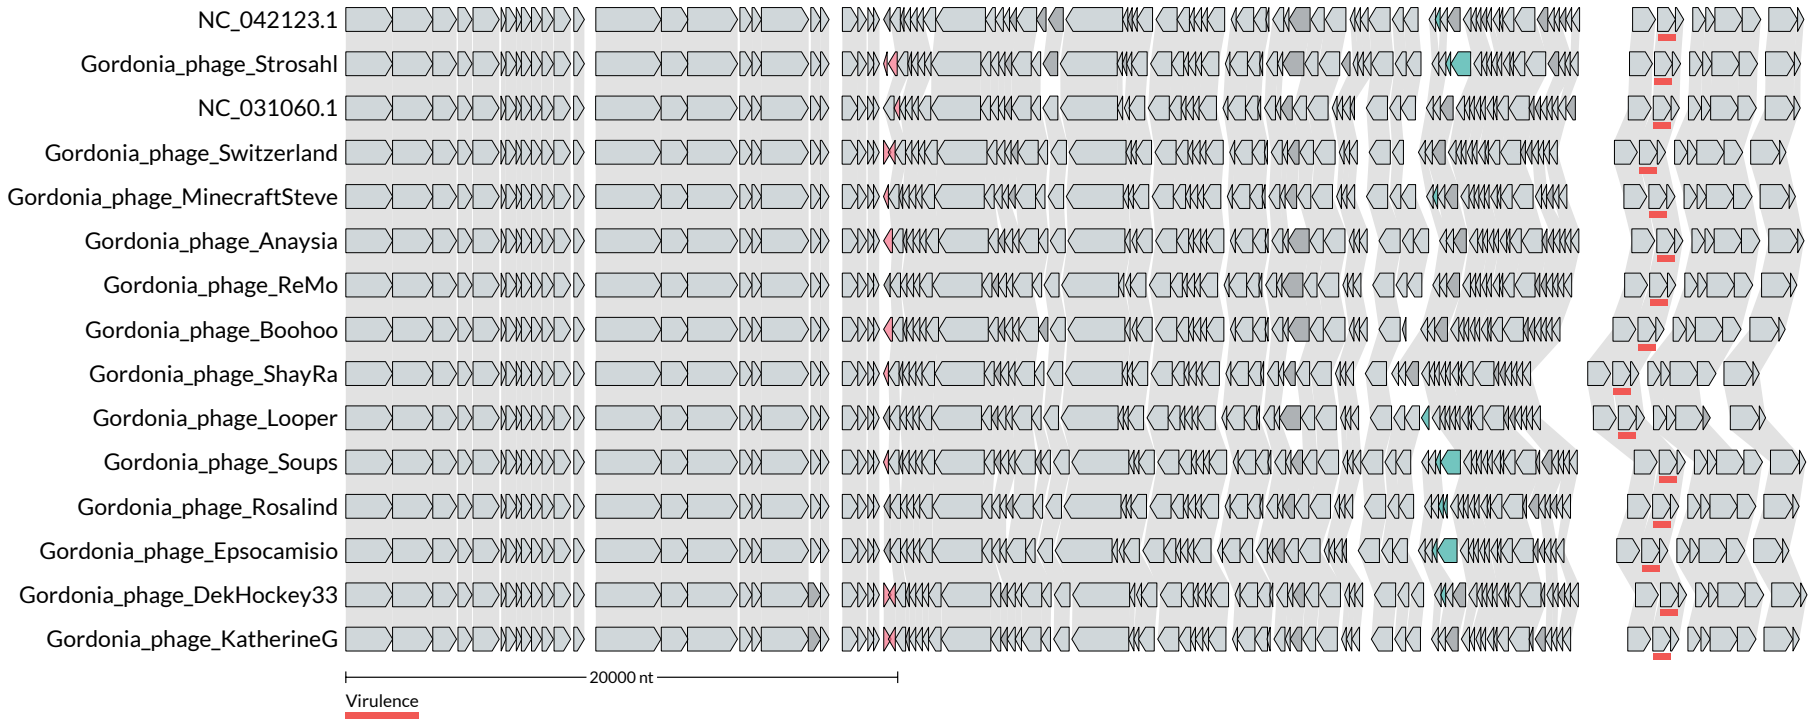 NC_042123.1
Gordonia_phage_Strosahl
NC_031060.1
Gordonia_phage_Switzerland
Gordonia_phage_MinecraftSteve
Gordonia_phage_Anaysia
Gordonia_phage_ReMo
Gordonia_phage_Boohoo
Gordonia_phage_ShayRa
Gordonia_phage_Looper
Gordonia_phage_Soups
Gordonia_phage_Rosalind
Gordonia_phage_Epsocamisio
Gordonia_phage_DekHockey33
Gordonia_phage_KatherineG
20000 nt
Virulence